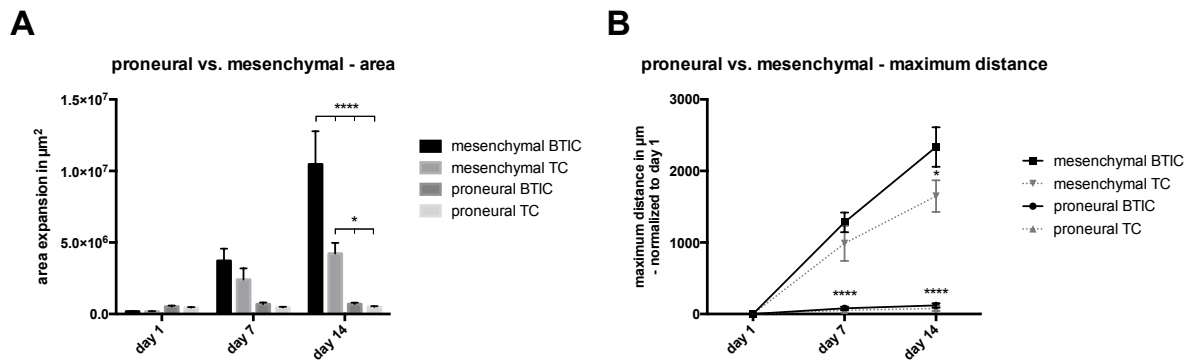 A
proneural vs. mesenchymal - area
area expansion in µm²
1.5×10⁷
1.0×10⁷
5.0×10⁶
0.0
****
*
day 1
day 7
day 14
mesenchymal BTIC
mesenchymal TC
proneural BTIC
proneural TC
B
proneural vs. mesenchymal - maximum distance
maximum distance in µm
- normalized to day 1
3000
2000
1000
0
*
****
****
day 1
day 7
day 14
mesenchymal BTIC
mesenchymal TC
proneural BTIC
proneural TC